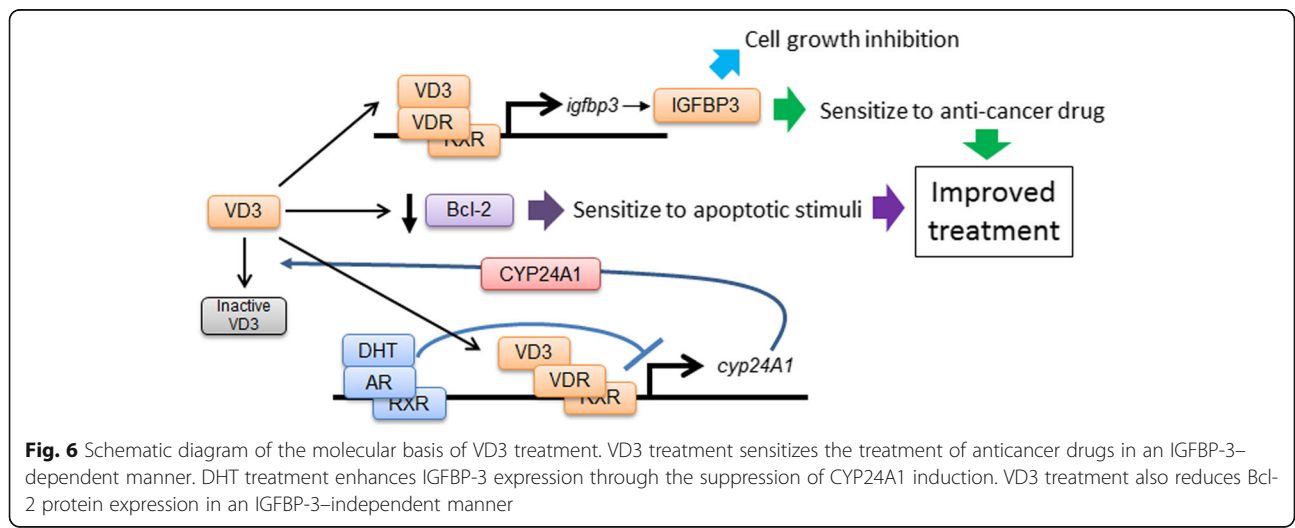 Cell growth inhibition
VD3
VDR
RXR
igfbp3
IGFBP3
Sensitize to anti-cancer drug
VD3
Bcl-2
Sensitize to apoptotic stimuli
Improved
treatment
CYP24A1
Inactive
VD3
DHT
AR
RXR
VD3
VDR
RXR
cyp24A1
Fig. 6 Schematic diagram of the molecular basis of VD3 treatment. VD3 treatment sensitizes the treatment of anticancer drugs in an IGFBP-3–
dependent manner. DHT treatment enhances IGFBP-3 expression through the suppression of CYP24A1 induction. VD3 treatment also reduces Bcl-
2 protein expression in an IGFBP-3–independent manner